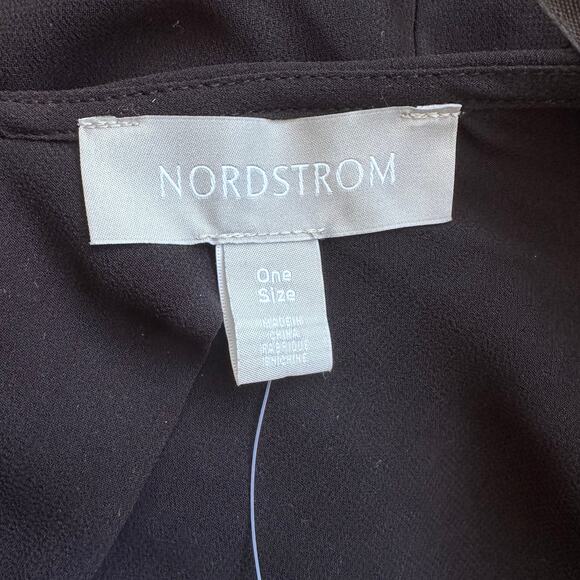 NORDSTROM
One
Size
MADE IN
CHINA
FABRIQUE
EN CHINE